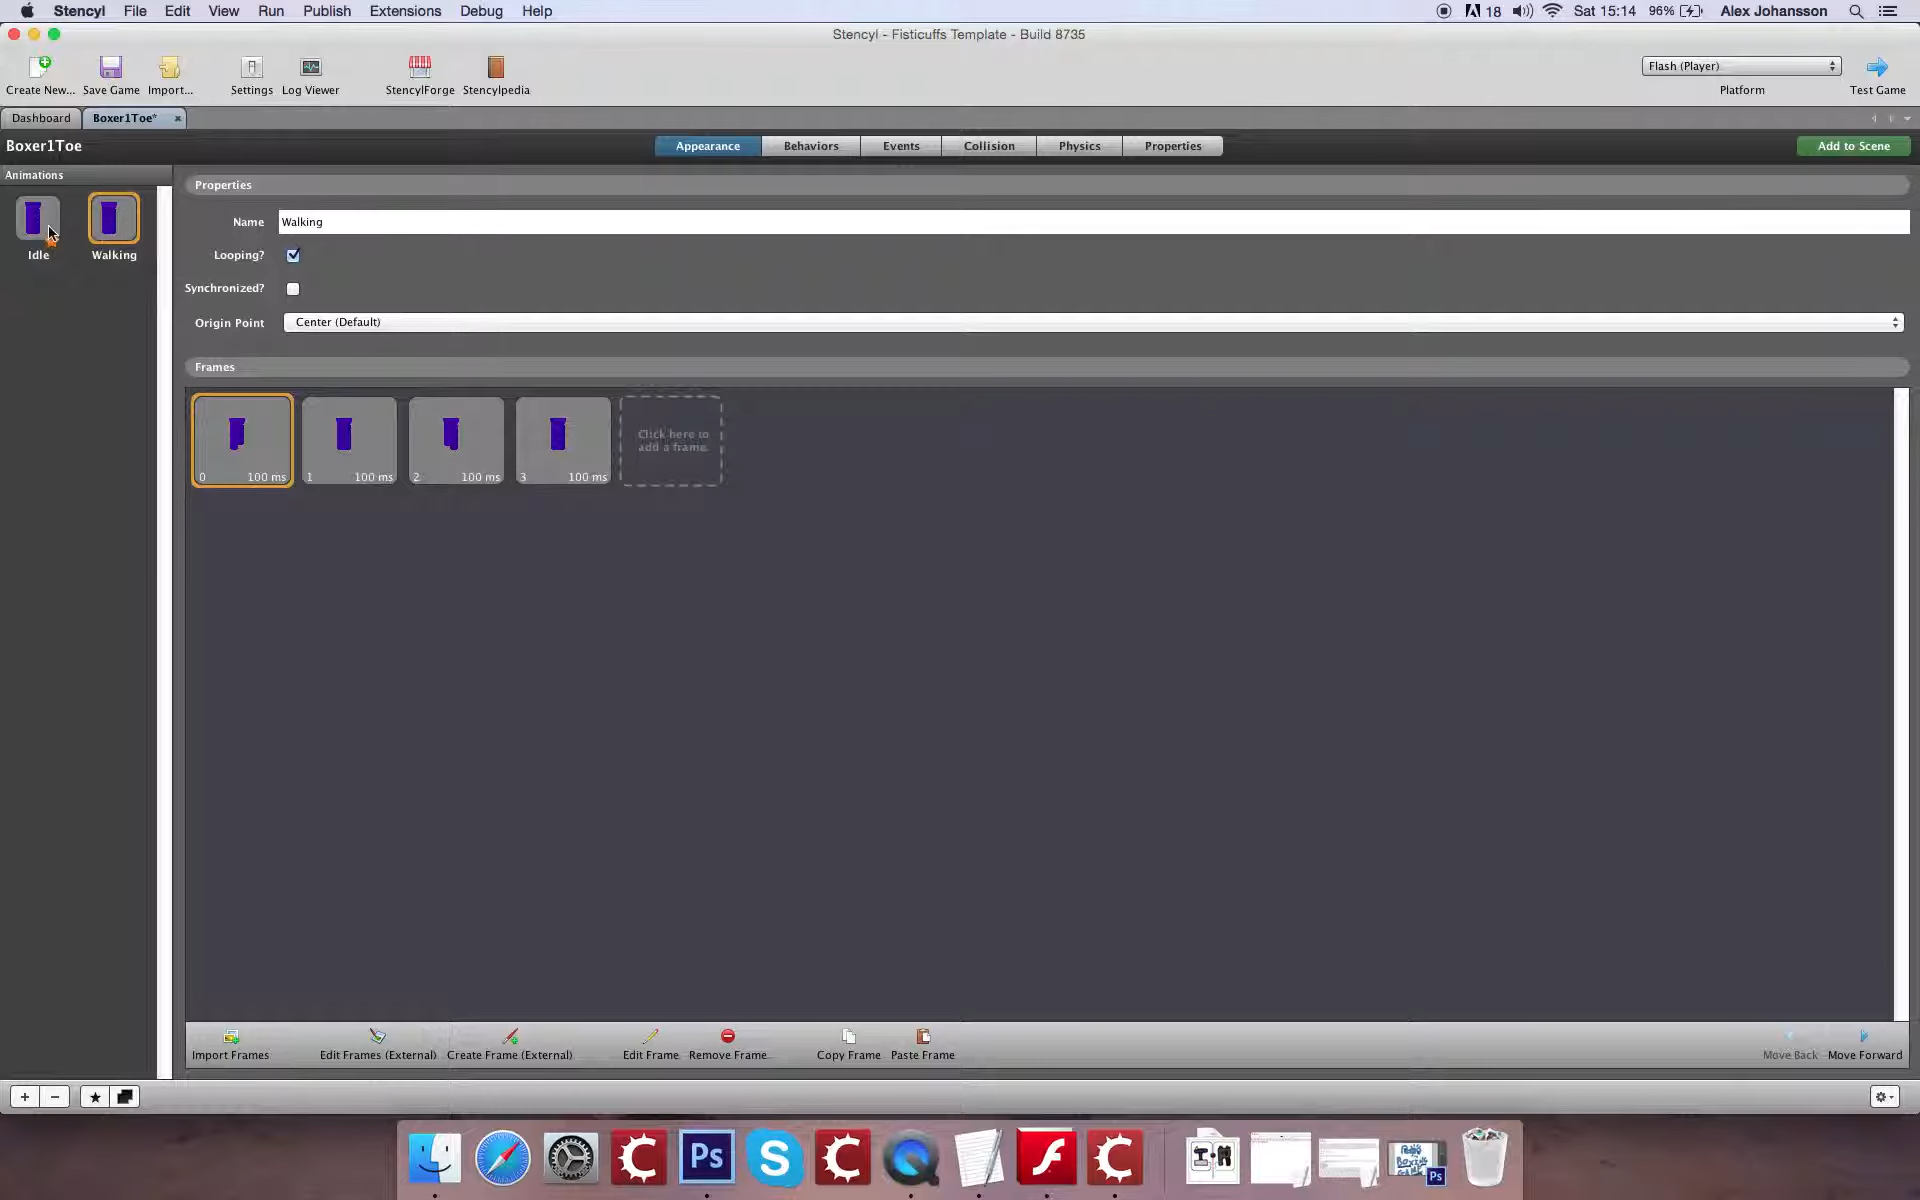 Stencyl File Edit View Run Publish Extensions Debug Help 18 Sat 15:14 96% Alex Johansson
Stencyl - Fisticuffs Template - Build 8735
Create New... Save Game Import... Settings Log Viewer StencylForge Stencylpedia
Flash (Player)
Platform Test Game
Dashboard Boxer1Toe*
Boxer1Toe Appearance Behaviors Events Collision Physics Properties Add to Scene
Animations
Idle Walking
Properties
Name Walking
Looping?
Synchronized?
Origin Point Center (Default)
Frames
0 100 ms 1 100 ms 2 100 ms 3 100 ms
Click here to
add a frame.
Import Frames Edit Frames (External) Create Frame (External) Edit Frame Remove Frame Copy Frame Paste Frame Move Back Move Forward
Ps
BOXING
GAME
Ps